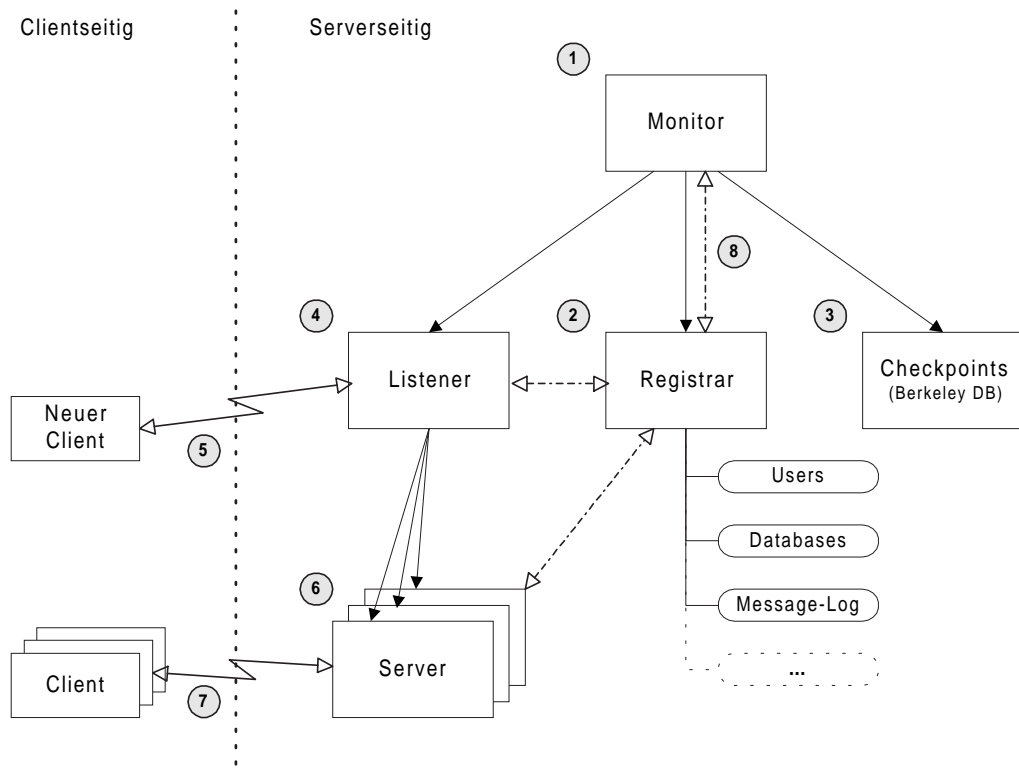 Clientseitig
Serverseitig
1
Monitor
8
4
2
3
Listener
Registrar
Checkpoints
(Berkeley DB)
Neuer
Client
5
Users
Databases
6
Message-Log
Client
Server
...
7